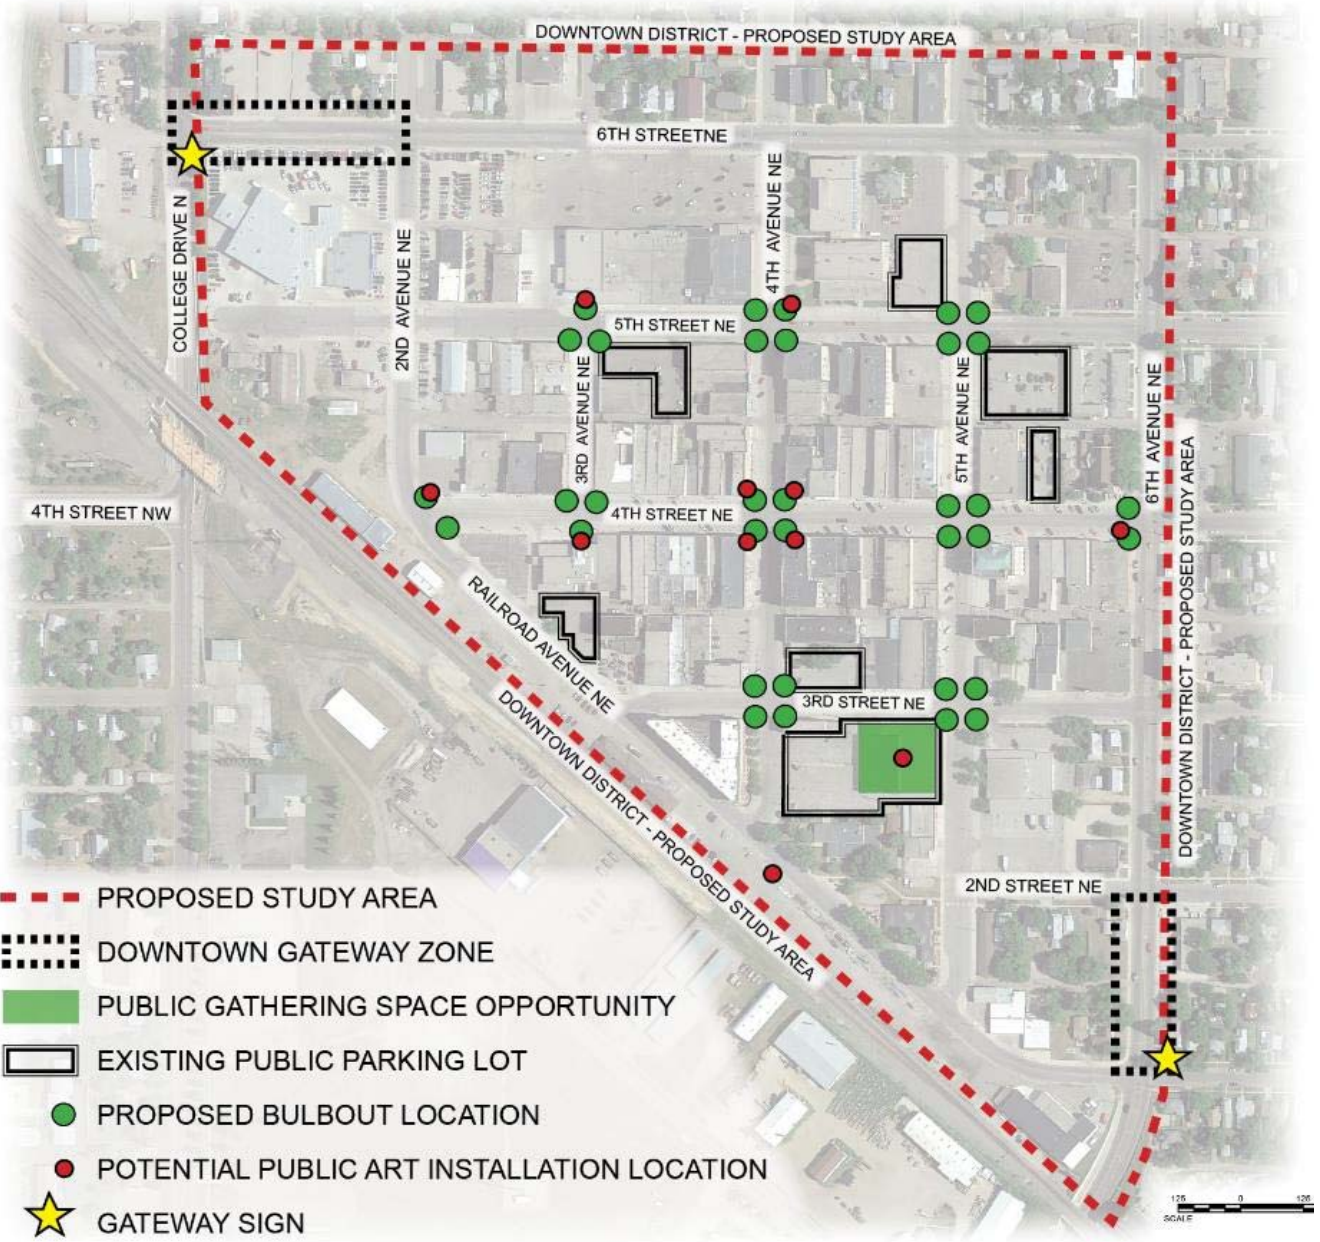 DOWNTOWN DISTRICT - PROPOSED STUDY AREA
6TH STREETNE
COLLEGE DRIVE N
2ND AVENUE NE
4TH AVENUE NE
5TH STREET NE
3RD AVENUE NE
5TH AVENUE NE
6TH AVENUE NE
4TH STREET NW
4TH STREET NE
DOWNTOWN DISTRICT - PROPOSED STUDY AREA
RAILROAD AVENUE NE
3RD STREET NE
DOWNTOWN DISTRICT - PROPOSED STUDY AREA
2ND STREET NE
PROPOSED STUDY AREA
DOWNTOWN GATEWAY ZONE
PUBLIC GATHERING SPACE OPPORTUNITY
EXISTING PUBLIC PARKING LOT
PROPOSED BULBOUT LOCATION
POTENTIAL PUBLIC ART INSTALLATION LOCATION
GATEWAY SIGN
125 0 125
SCALE